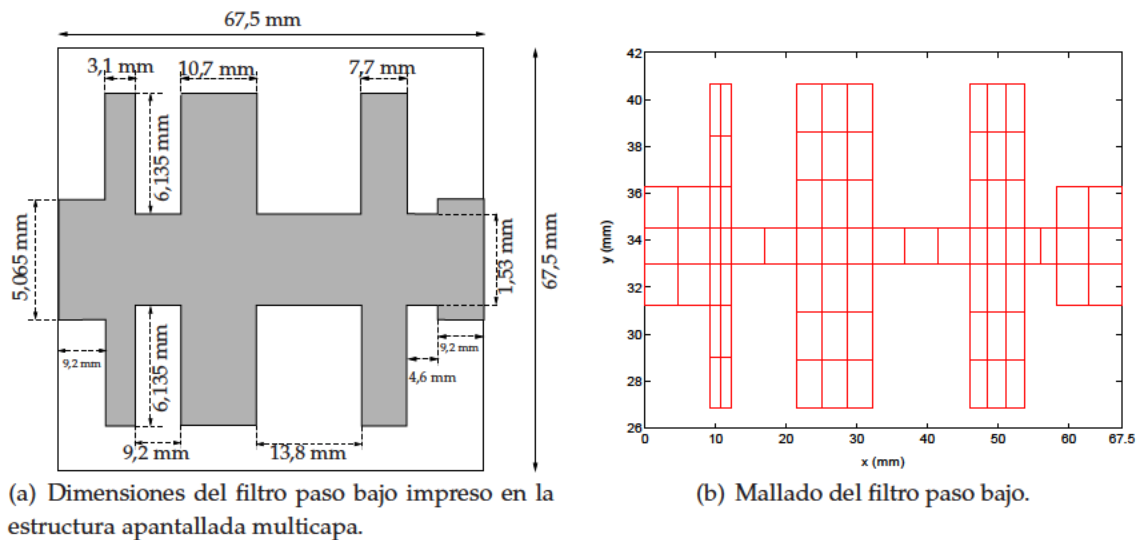 67,5 mm
3,1 mm
10,7 mm
7,7 mm
6,135 mm
5,065 mm
1,53 mm
67,5 mm
9,2 mm
6,135 mm
4,6 mm
9,2 mm
9,2 mm
13,8 mm
(a) Dimensiones del filtro paso bajo impreso en la
estructura apantallada multicapa.
42
40
38
36
34
32
30
28
26
y (mm)
0 10 20 30 40 50 60 67.5
x (mm)
(b) Mallado del filtro paso bajo.